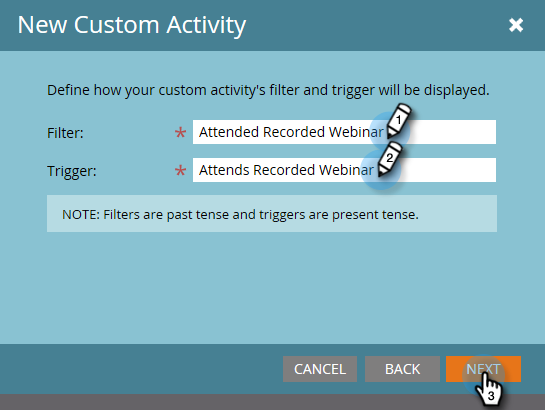 New Custom Activity
Define how your custom activity's filter and trigger will be displayed.
Filter: * Attended Recorded Webinar 1
Trigger: * Attends Recorded Webinar 2
NOTE: Filters are past tense and triggers are present tense.
CANCEL BACK NEXT
3